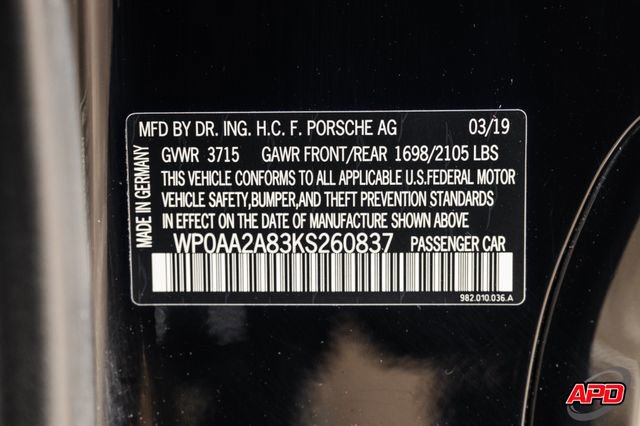 MFD BY DR. ING. H.C. F. PORSCHE AG 03/19
MADE IN GERMANY
GVWR 3715 GAWR FRONT/REAR 1698/2105 LBS
THIS VEHICLE CONFORMS TO ALL APPLICABLE U.S.FEDERAL MOTOR
VEHICLE SAFETY,BUMPER,AND THEFT PREVENTION STANDARDS
IN EFFECT ON THE DATE OF MANUFACTURE SHOWN ABOVE
WP0AA2A83KS260837 PASSENGER CAR
982.010.036.A
APD